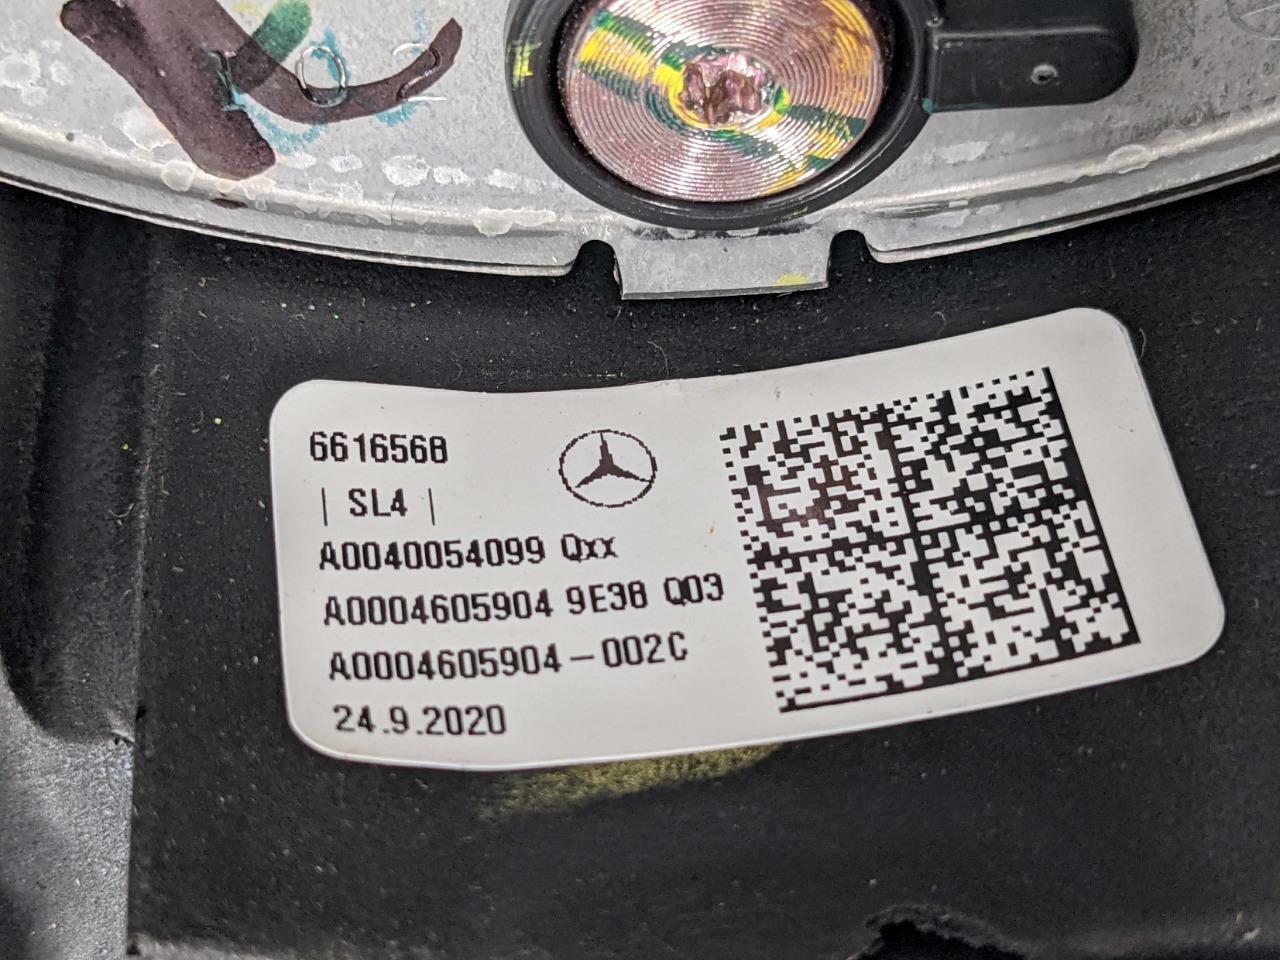 6616568
| SL4 |
A0040054099 Qxx
A0004605904 9E38 Q03
A0004605904-002C
24.9.2020